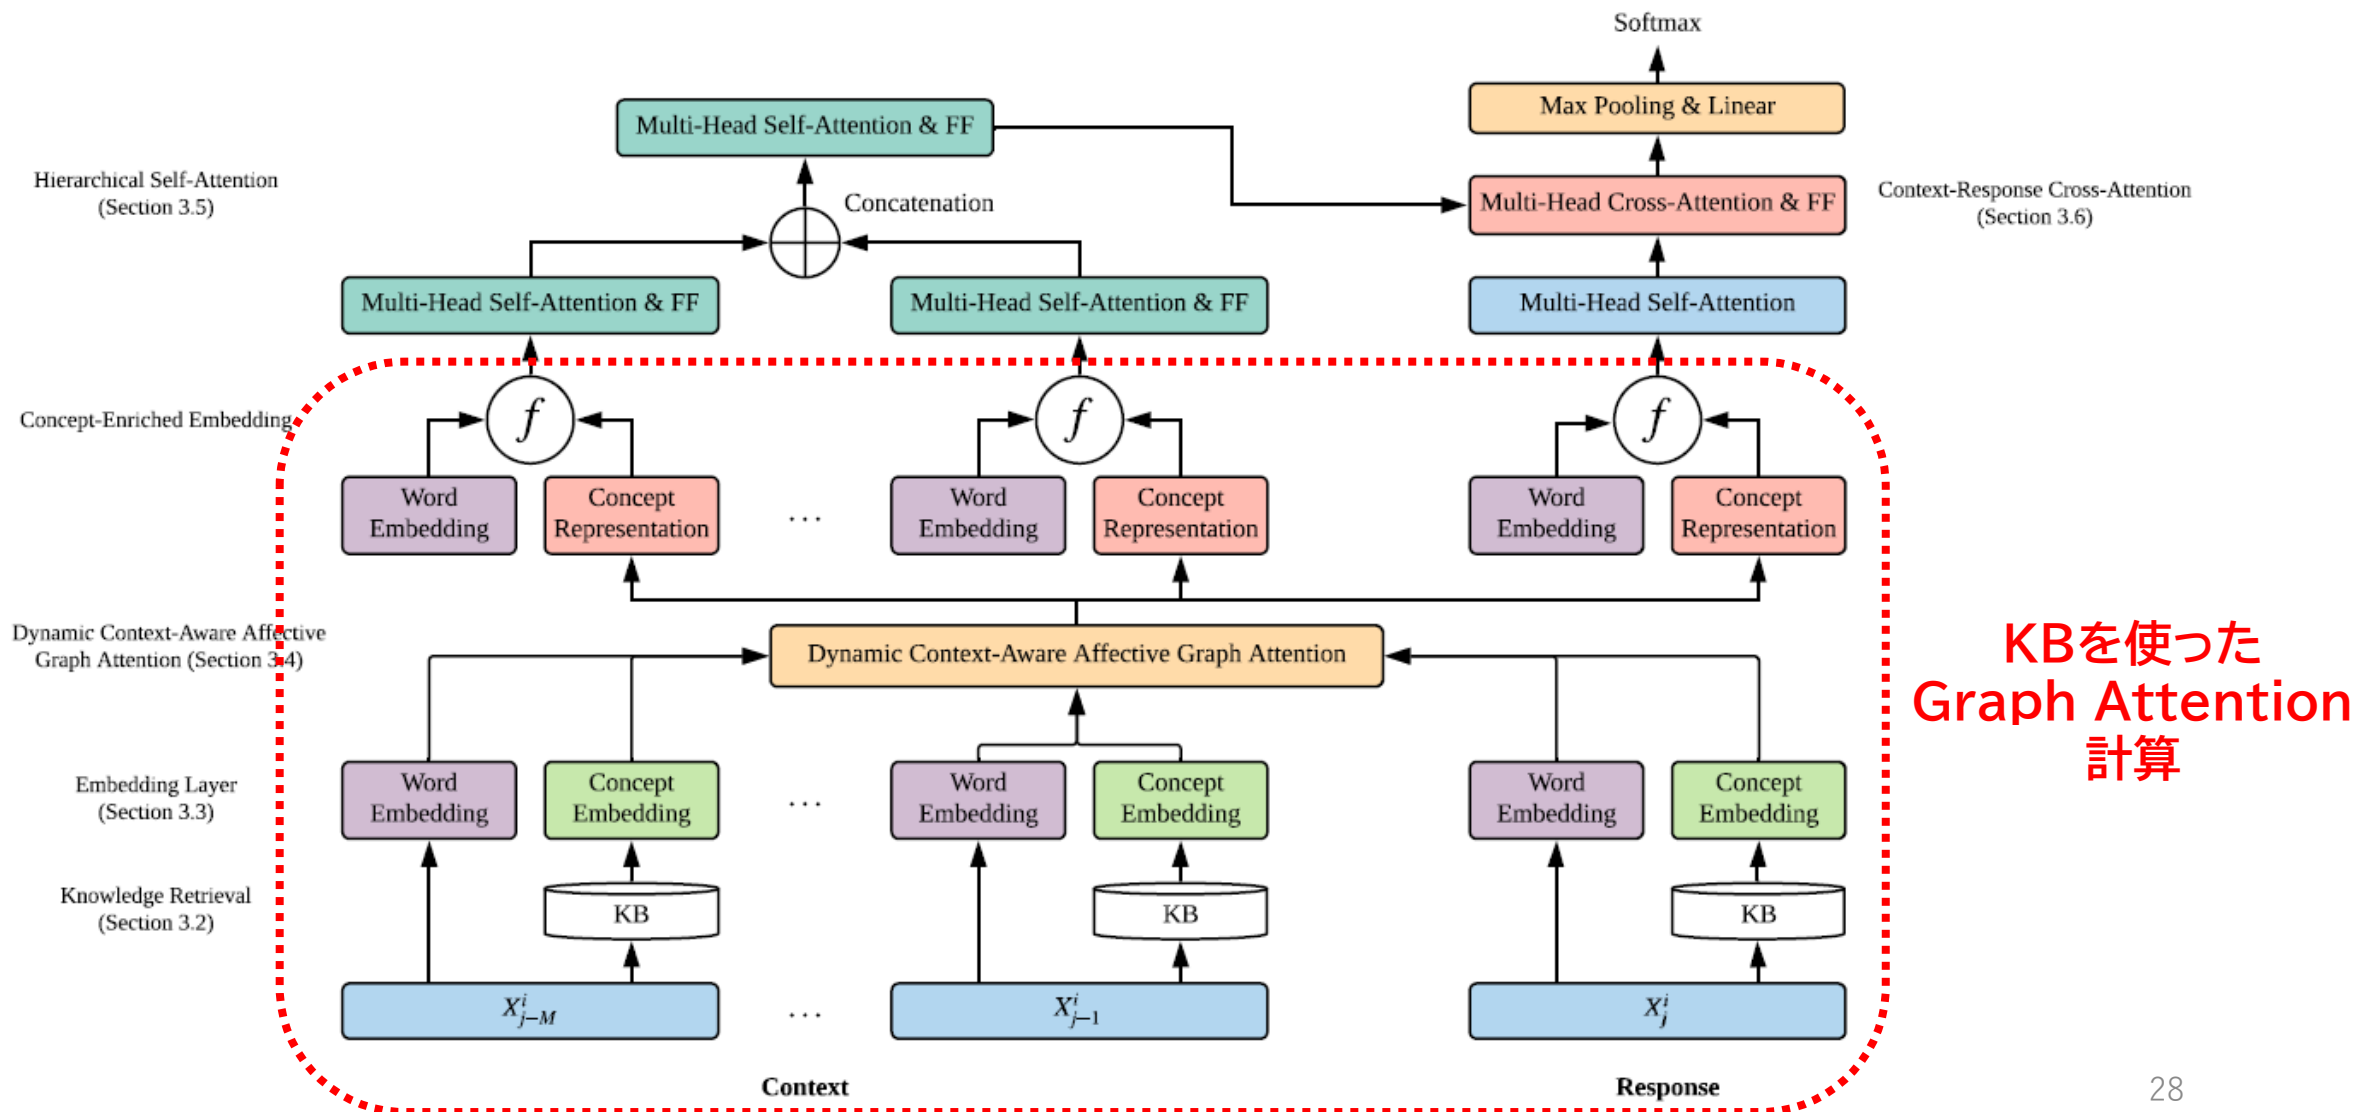 Softmax
Max Pooling & Linear
Multi-Head Self-Attention & FF
Hierarchical Self-Attention
(Section 3.5)
Concatenation
Multi-Head Cross-Attention & FF
Context-Response Cross-Attention
(Section 3.6)
Multi-Head Self-Attention & FF
Multi-Head Self-Attention & FF
Multi-Head Self-Attention
Concept-Enriched Embedding
f
f
f
Word
Embedding
Concept
Representation
...
Word
Embedding
Concept
Representation
Word
Embedding
Concept
Representation
Dynamic Context-Aware Affective
Graph Attention (Section 3.4)
Dynamic Context-Aware Affective Graph Attention
KBを使った
Graph Attention
計算
Embedding Layer
(Section 3.3)
Word
Embedding
Concept
Embedding
...
Word
Embedding
Concept
Embedding
Word
Embedding
Concept
Embedding
Knowledge Retrieval
(Section 3.2)
KB
KB
KB
X^i_{j-M}
...
X^i_{j-1}
X^i_j
Context
Response
28